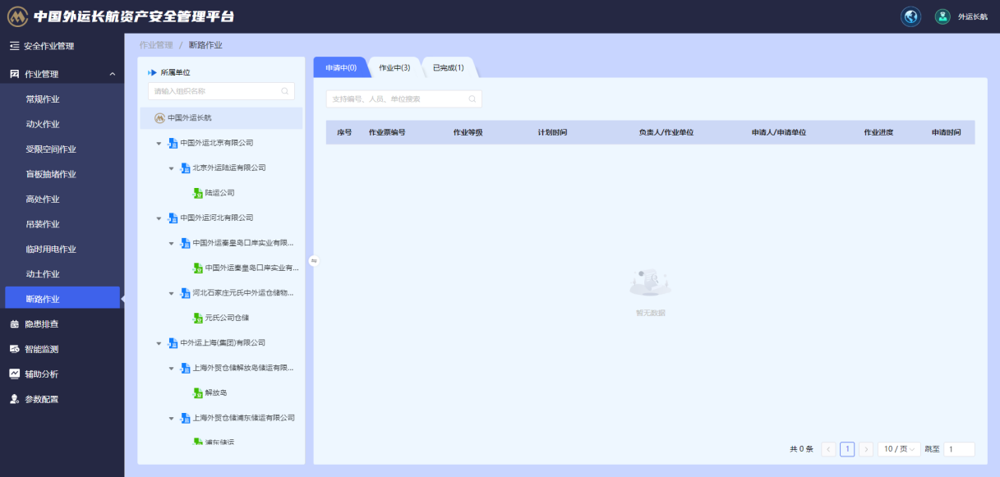 中国外运长航资产安全管理平台
外运长航
安全作业管理
作业管理
常规作业
动火作业
受限空间作业
盲板抽堵作业
高处作业
吊装作业
临时用电作业
动土作业
断路作业
隐患排查
智能监测
辅助分析
参数配置
作业管理 / 断路作业
所属单位
请输入组织名称
中国外运长航
中国外运北京有限公司
北京外运陆运有限公司
陆运公司
中国外运河北有限公司
中国外运秦皇岛口岸实业有限...
中国外运秦皇岛口岸实业有...
河北石家庄元氏中外运仓储物...
元氏公司仓储
中外运上海(集团)有限公司
上海外贸仓储解放岛储运有限...
解放岛
上海外贸仓储浦东储运有限公司
浦东储运
申请中(0) 作业中(3) 已完成(1)
支持编号、人员、单位搜索
序号 作业票编号 作业等级 计划时间 负责人/作业单位 申请人/申请单位 作业进度 申请时间
暂无数据
共 0 条 < 1 > 10 / 页 跳至 1